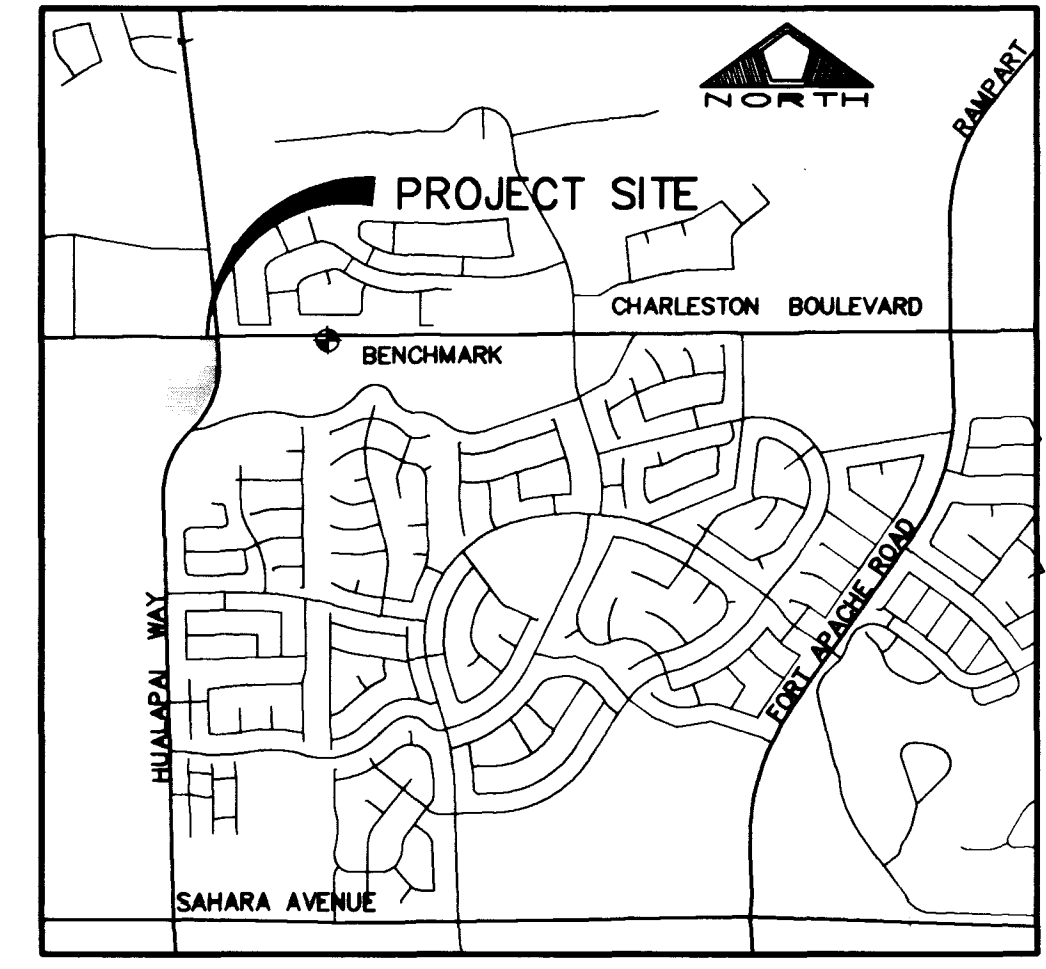 RAMPART
NORTH
PROJECT SITE
CHARLESTON BOULEVARD
BENCHMARK
FORT APACHE ROAD
HUALAPAI WAY
SAHARA AVENUE